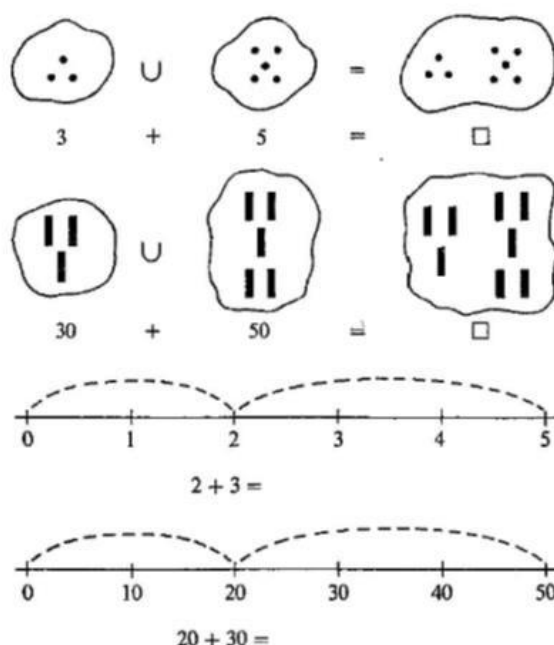 ∪ =
3 + 5 = □
∪
30 + 50 = □
0 1 2 3 4 5
2 + 3 =
0 10 20 30 40 50
20 + 30 =